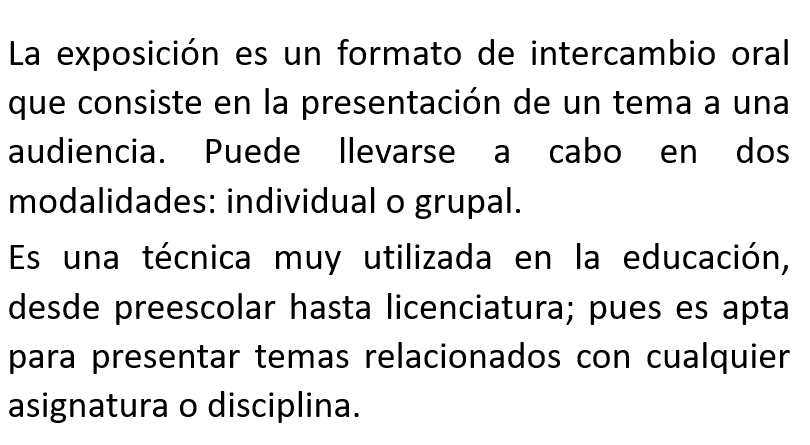 La exposición es un formato de intercambio oral
que consiste en la presentación de un tema a una
audiencia. Puede llevarse a cabo en dos
modalidades: individual o grupal.
Es una técnica muy utilizada en la educación,
desde preescolar hasta licenciatura; pues es apta
para presentar temas relacionados con cualquier
asignatura o disciplina.